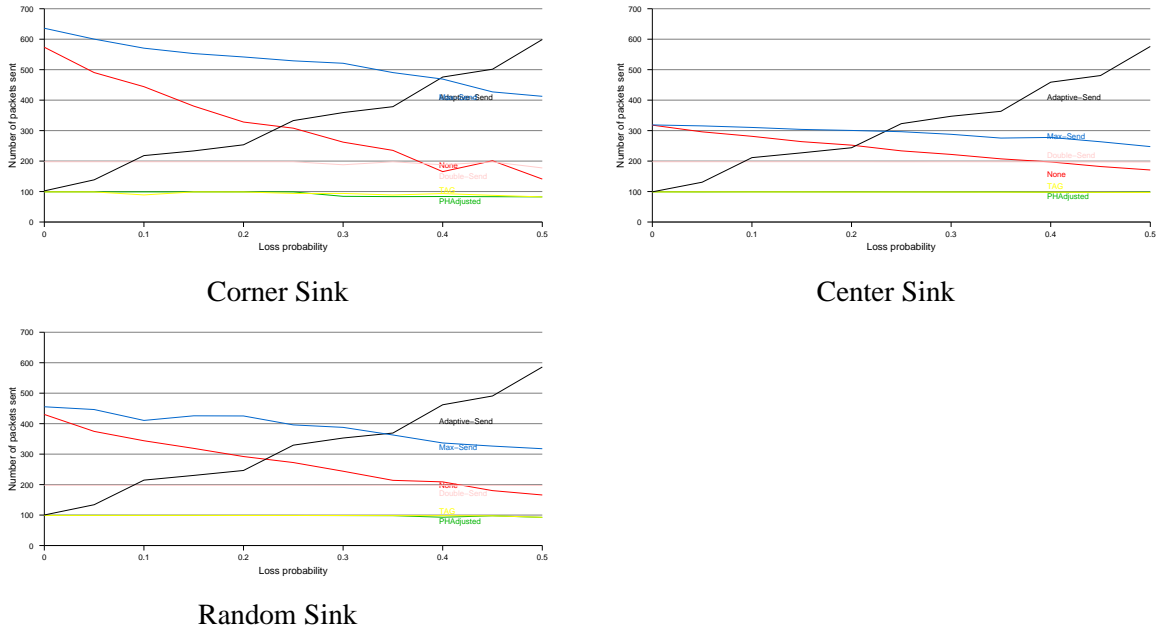 700
600
500
400
300
200
100
0
Number of packets sent
Adaptive−Send
None
Double−Send
TAG
PHAdjusted
0 0.1 0.2 0.3 0.4 0.5
Loss probability
Corner Sink
700
600
500
400
300
200
100
0
Number of packets sent
Adaptive−Send
Max−Send
Double−Send
None
TAG
PHAdjusted
0 0.1 0.2 0.3 0.4 0.5
Loss probability
Center Sink
700
600
500
400
300
200
100
0
Number of packets sent
Adaptive−Send
Max−Send
None
Double−Send
TAG
PHAdjusted
0 0.1 0.2 0.3 0.4 0.5
Loss probability
Random Sink